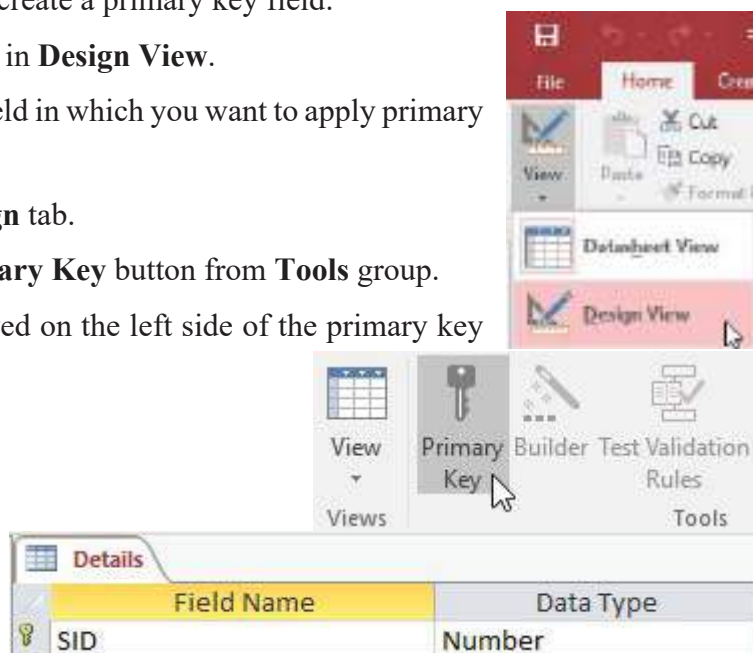 create a primary key field.
in Design View.
eld in which you want to apply primary
gn tab.
ary Key button from Tools group.
ed on the left side of the primary key
File Home Crea
View
Paste
Cut
Copy
Format
Datasheet View
Design View
View
Primary Key
Builder
Test Validation Rules
Views
Tools
Details
Field Name Data Type
SID Number